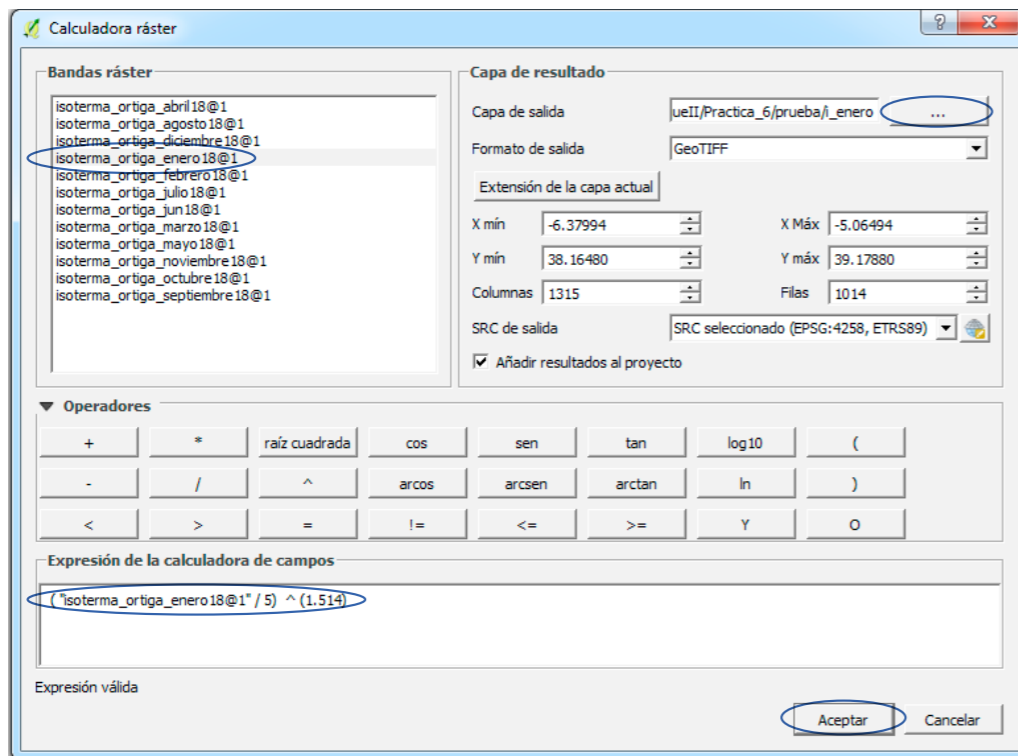 Calculadora ráster
Bandas ráster
isoterma_ortiga_abril18@1
isoterma_ortiga_agosto18@1
isoterma_ortiga_diciembre18@1
isoterma_ortiga_enero18@1
isoterma_ortiga_febrero18@1
isoterma_ortiga_julio18@1
isoterma_ortiga_jun18@1
isoterma_ortiga_marzo18@1
isoterma_ortiga_mayo18@1
isoterma_ortiga_noviembre18@1
isoterma_ortiga_octubre18@1
isoterma_ortiga_septiembre18@1
Capa de resultado
Capa de salida ueII/Practica_6/prueba/i_enero ...
Formato de salida GeoTIFF
Extensión de la capa actual
X mín -6.37994 X Máx -5.06494
Y mín 38.16480 Y máx 39.17880
Columnas 1315 Filas 1014
SRC de salida SRC seleccionado (EPSG:4258, ETRS89)
Añadir resultados al proyecto
Operadores
+ * raíz cuadrada cos sen tan log10 (
- / ^ arcos arcsen arctan ln )
< > = != <= >= Y O
Expresión de la calculadora de campos
( "isoterma_ortiga_enero18@1" / 5) ^ (1.514)
Expresión válida
Aceptar Cancelar